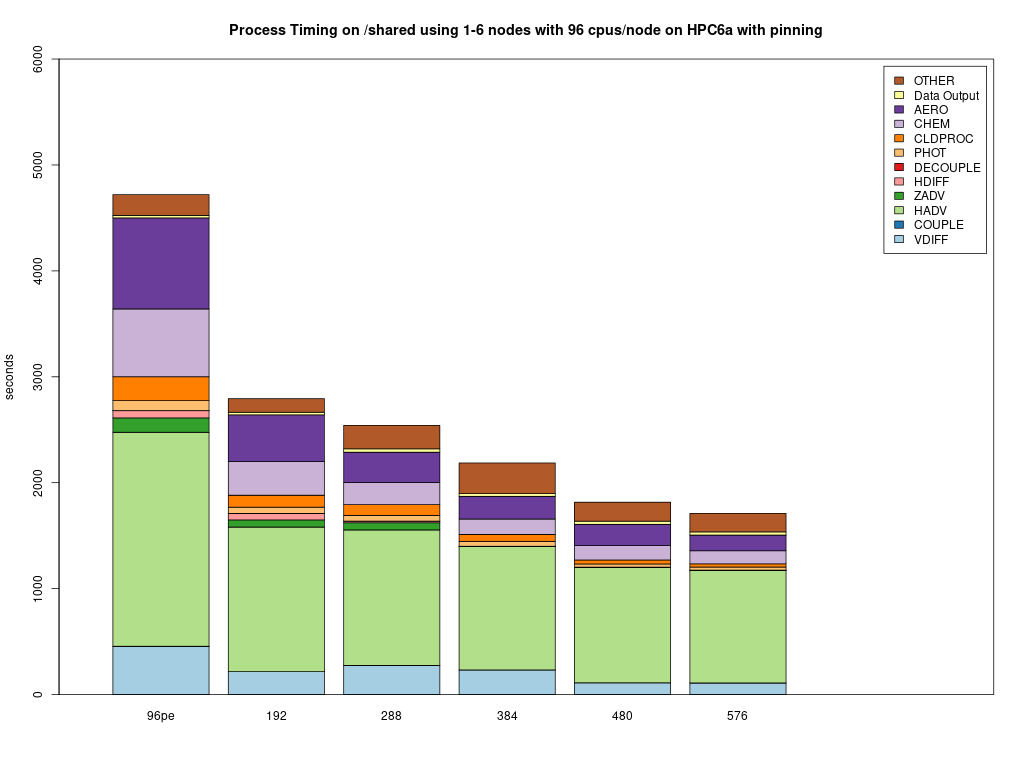 Process Timing on /shared using 1-6 nodes with 96 cpus/node on HPC6a with pinning
6000
5000
4000
3000
2000
1000
0
seconds
OTHER
Data Output
AERO
CHEM
CLDPROC
PHOT
DECOUPLE
HDIFF
ZADV
HADV
COUPLE
VDIFF
96pe 192 288 384 480 576